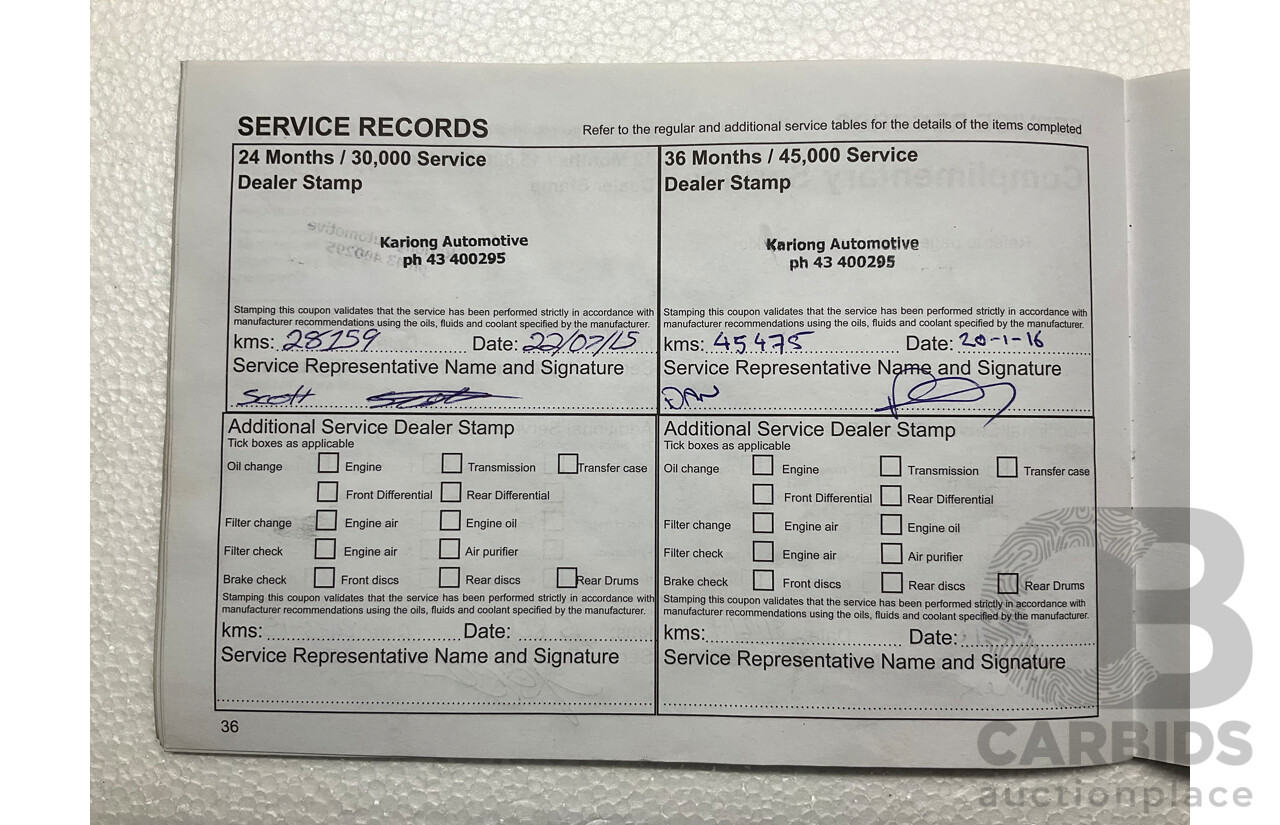 SERVICE RECORDS
Refer to the regular and additional service tables for the details of the items completed
24 Months / 30,000 Service
Dealer Stamp
Kariong Automotive
ph 43 400295
Stamping this coupon validates that the service has been performed strictly in accordance with
manufacturer recommendations using the oils, fluids and coolant specified by the manufacturer.
kms: 28159 Date: 22/07/15
Service Representative Name and Signature
Scott
Additional Service Dealer Stamp
Tick boxes as applicable
Oil change Engine Transmission Transfer case
Front Differential Rear Differential
Filter change Engine air Engine oil
Filter check Engine air Air purifier
Brake check Front discs Rear discs Rear Drums
Stamping this coupon validates that the service has been performed strictly in accordance with
manufacturer recommendations using the oils, fluids and coolant specified by the manufacturer.
kms: Date:
Service Representative Name and Signature
36 Months / 45,000 Service
Dealer Stamp
Kariong Automotive
ph 43 400295
Stamping this coupon validates that the service has been performed strictly in accordance with
manufacturer recommendations using the oils, fluids and coolant specified by the manufacturer.
kms: 45475 Date: 20-1-16
Service Representative Name and Signature
DAN
Additional Service Dealer Stamp
Tick boxes as applicable
Oil change Engine Transmission Transfer case
Front Differential Rear Differential
Filter change Engine air Engine oil
Filter check Engine air Air purifier
Brake check Front discs Rear discs Rear Drums
Stamping this coupon validates that the service has been performed strictly in accordance with
manufacturer recommendations using the oils, fluids and coolant specified by the manufacturer.
kms: Date:
Service Representative Name and Signature
36
CARBIDS
auctionplace